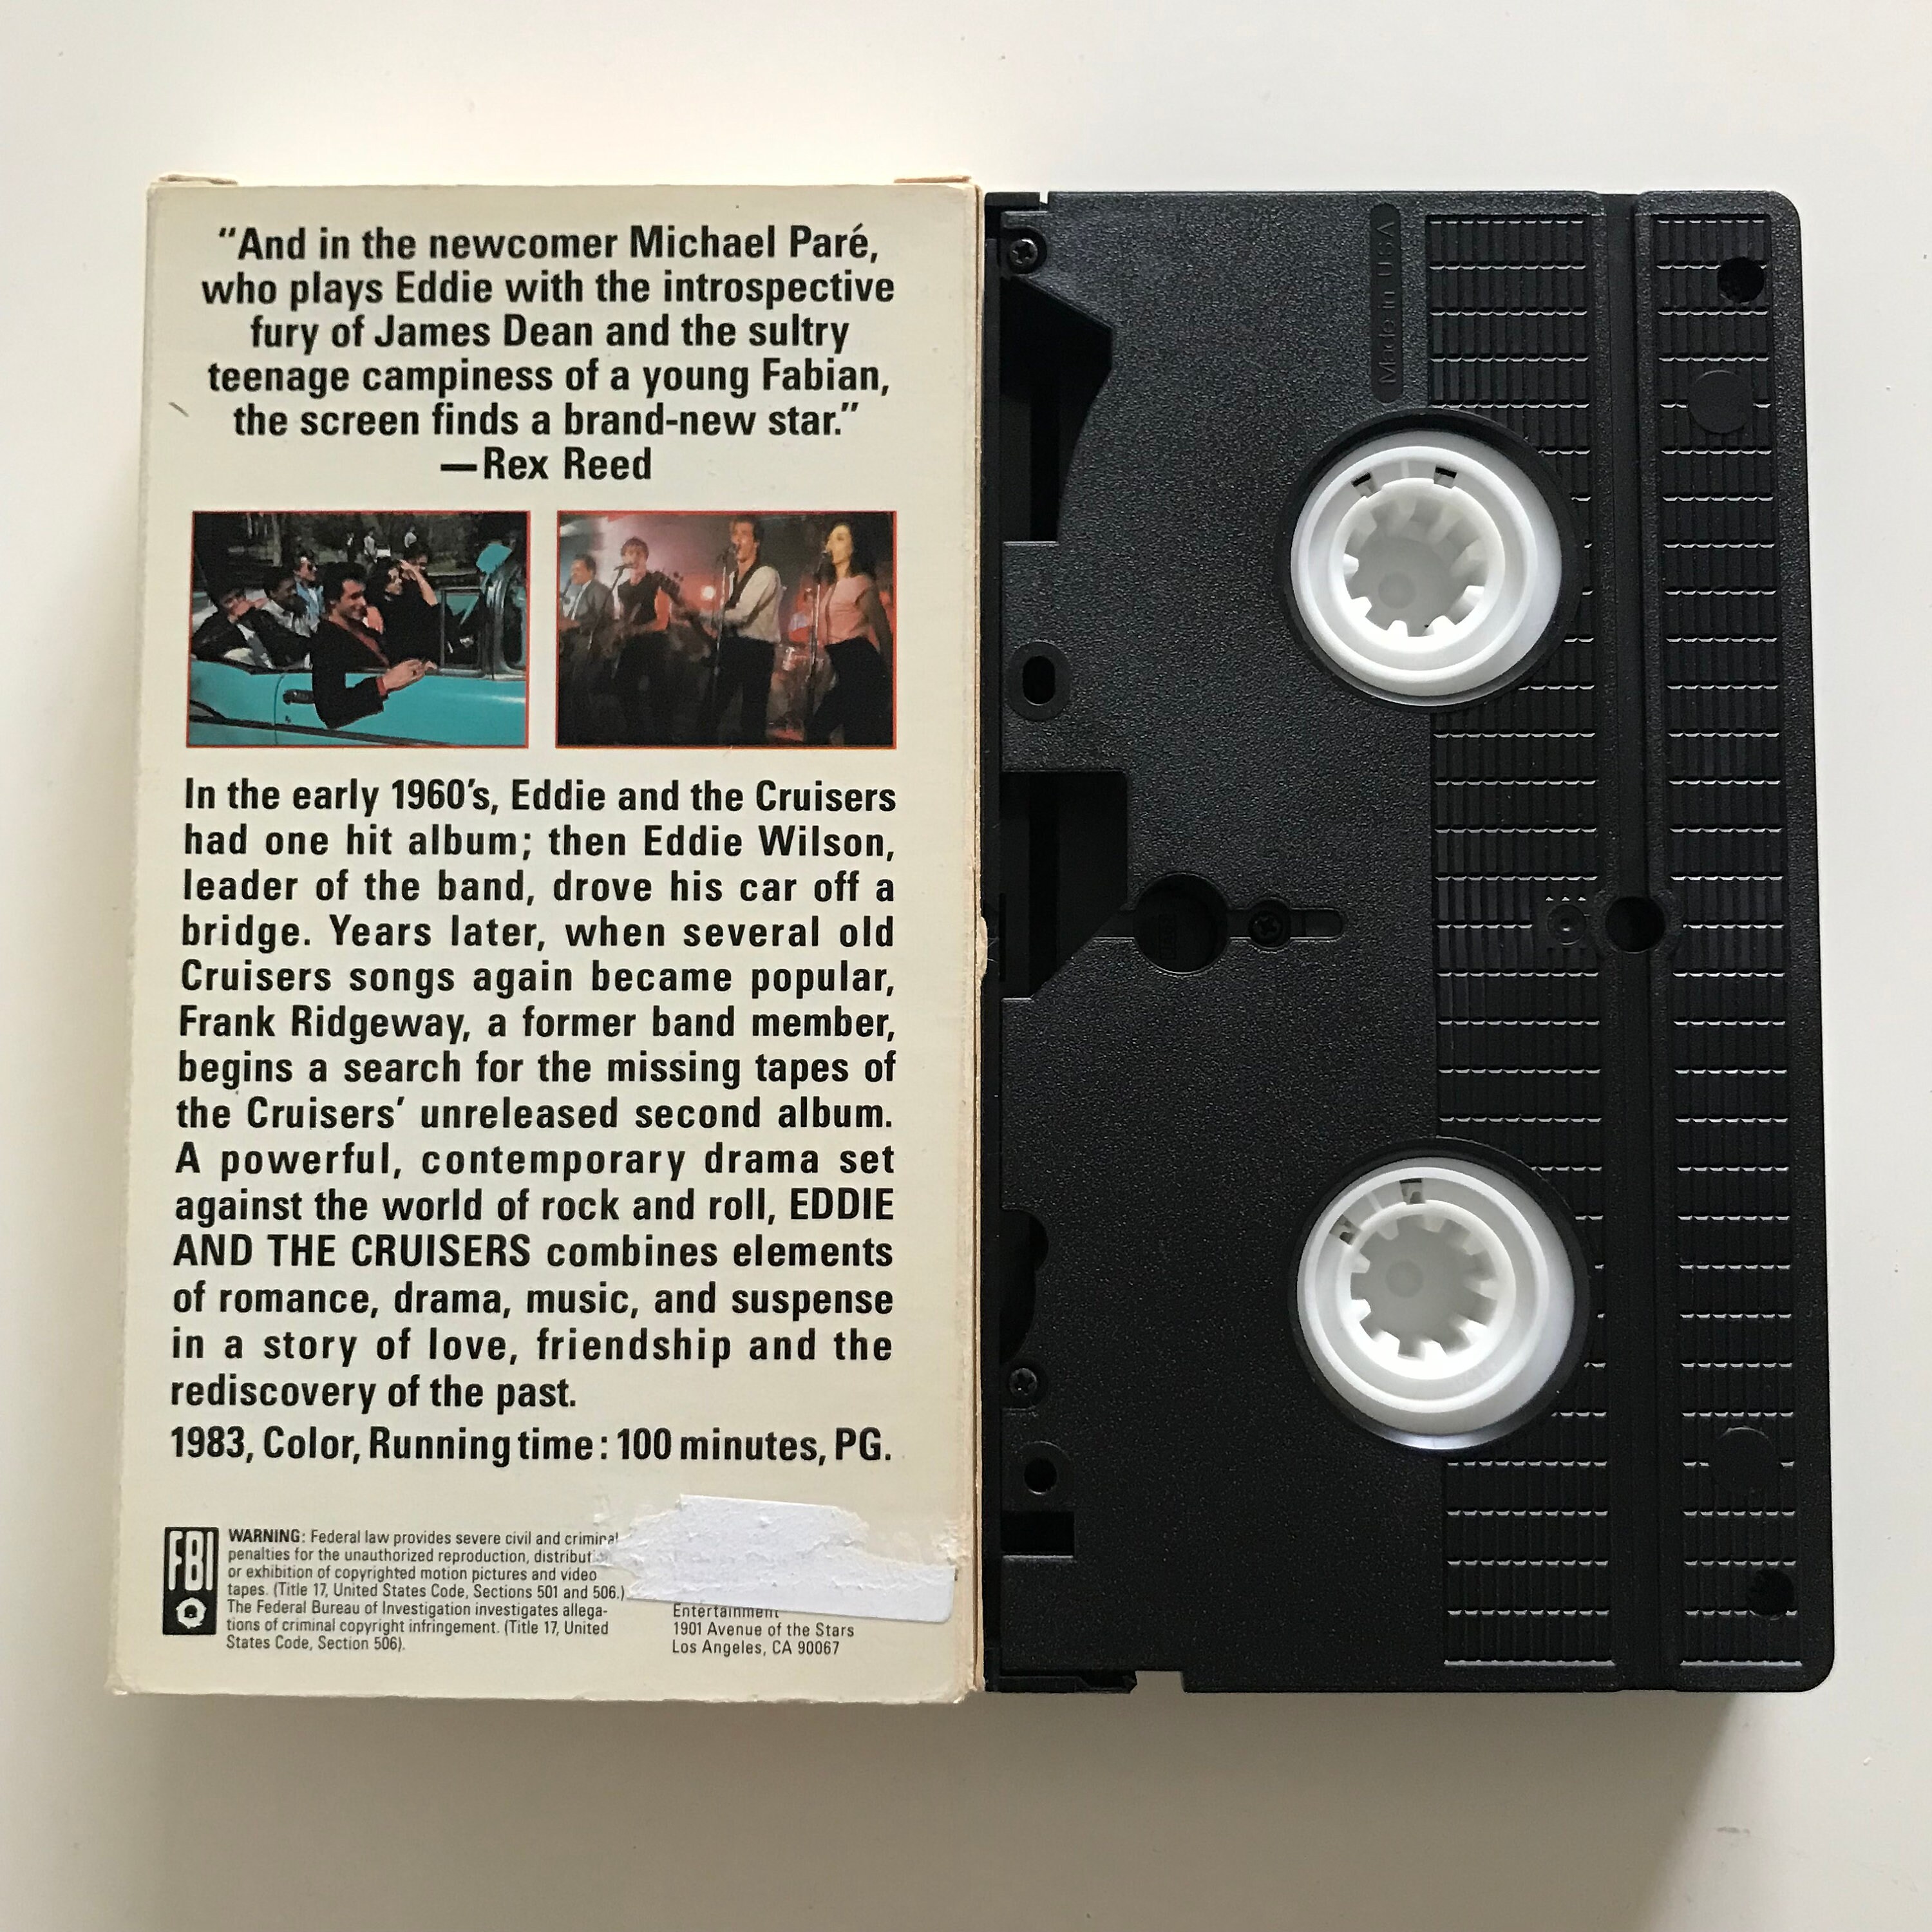 “And in the newcomer Michael Paré,
who plays Eddie with the introspective
fury of James Dean and the sultry
teenage campiness of a young Fabian,
the screen finds a brand-new star.”
—Rex Reed
In the early 1960’s, Eddie and the Cruisers
had one hit album; then Eddie Wilson,
leader of the band, drove his car off a
bridge. Years later, when several old
Cruisers songs again became popular,
Frank Ridgeway, a former band member,
begins a search for the missing tapes of
the Cruisers’ unreleased second album.
A powerful, contemporary drama set
against the world of rock and roll, EDDIE
AND THE CRUISERS combines elements
of romance, drama, music, and suspense
in a story of love, friendship and the
rediscovery of the past.
1983, Color, Running time: 100 minutes, PG.
FBI
WARNING: Federal law provides severe civil and criminal
penalties for the unauthorized reproduction,
or exhibition of copyrighted motion pictures and video
tapes. (Title 17, United States Code, Sections 501 and 506.)
The Federal Bureau of Investigation investigates allega-
tions of criminal copyright infringement. (Title 17, United
States Code, Section 506).
Entertainment
1901 Avenue of the Stars
Los Angeles, CA 90067
Made in USA